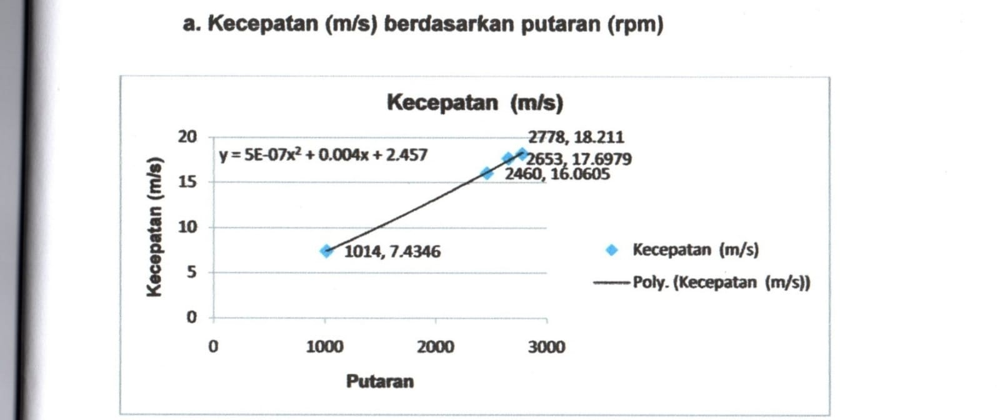 a. Kecepatan (m/s) berdasarkan putaran (rpm)
Kecepatan (m/s)
20
15
10
5
0
Kecepatan (m/s)
y = 5E-07x² + 0.004x + 2.457
2778, 18.211
2653, 17.6979
2460, 16.0605
1014, 7.4346
Kecepatan (m/s)
Poly. (Kecepatan (m/s))
0
1000
2000
3000
Putaran